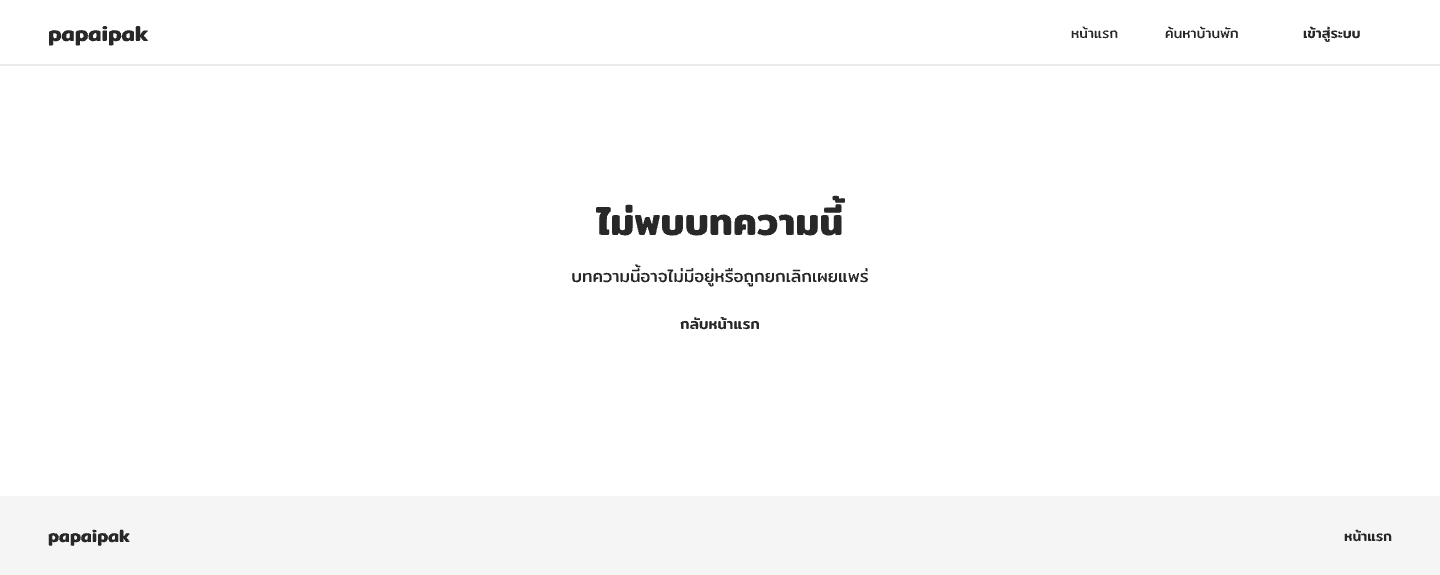 papaipak
หน้าแรก
ค้นหาบ้านพัก
เข้าสู่ระบบ
ไม่พบบทความนี้
บทความนี้อาจไม่มีอยู่หรือถูกยกเลิกเผยแพร่
กลับหน้าแรก
papaipak
หน้าแรก